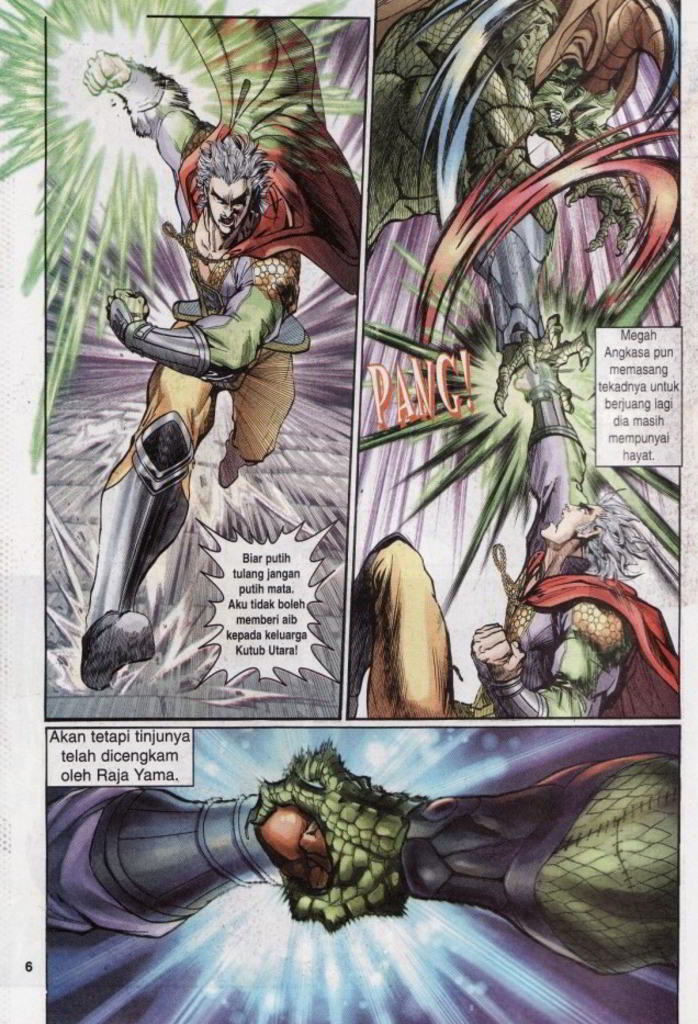 Biar putih
tulang jangan
putih mata.
Aku tidak boleh
memberi aib
kepada keluarga
Kutub Utara!
PANG!
Megah
Angkasa pun
memasang
tekadnya untuk
berjuang lagi
dia masih
mempunyai
hayat.
Akan tetapi tinjunya
telah dicengkam
oleh Raja Yama.
6